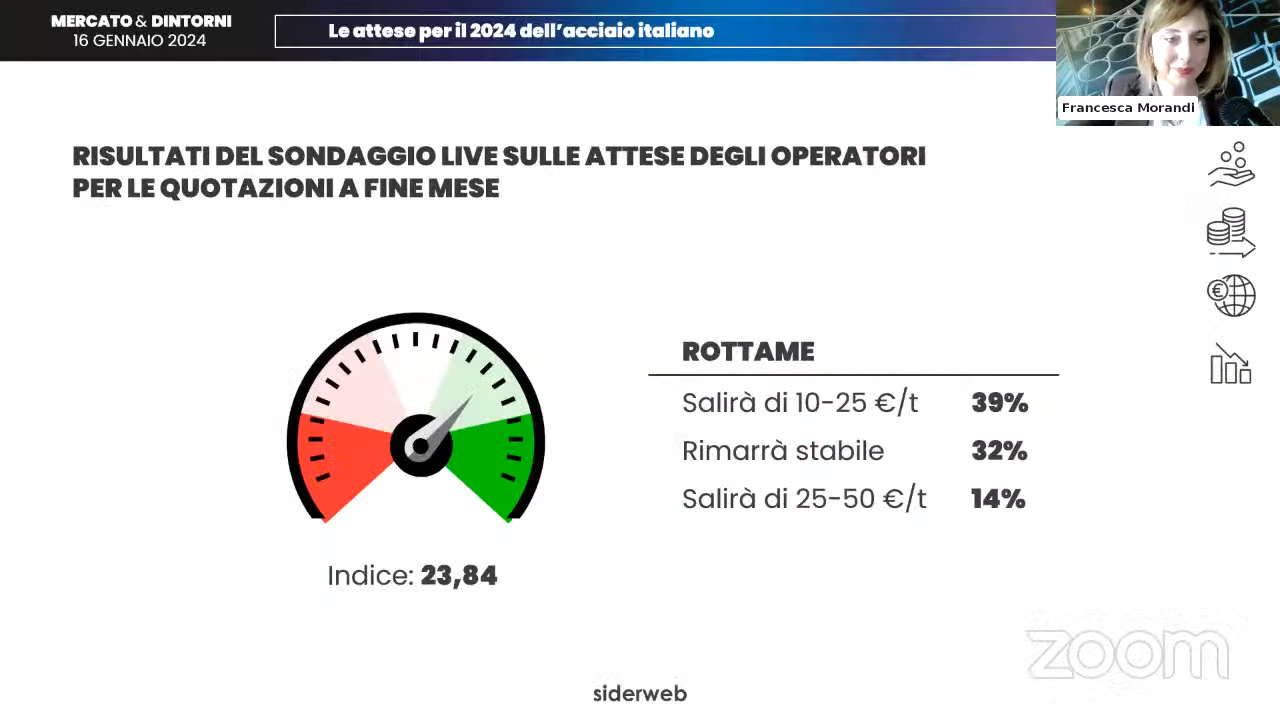 MERCATO & DINTORNI
16 GENNAIO 2024
Le attese per il 2024 dell’acciaio italiano
Francesca Morandi
RISULTATI DEL SONDAGGIO LIVE SULLE ATTESE DEGLI OPERATORI
PER LE QUOTAZIONI A FINE MESE
ROTTAME
Salirà di 10-25 €/t 39%
Rimarrà stabile 32%
Salirà di 25-50 €/t 14%
Indice: 23,84
zoom
siderweb